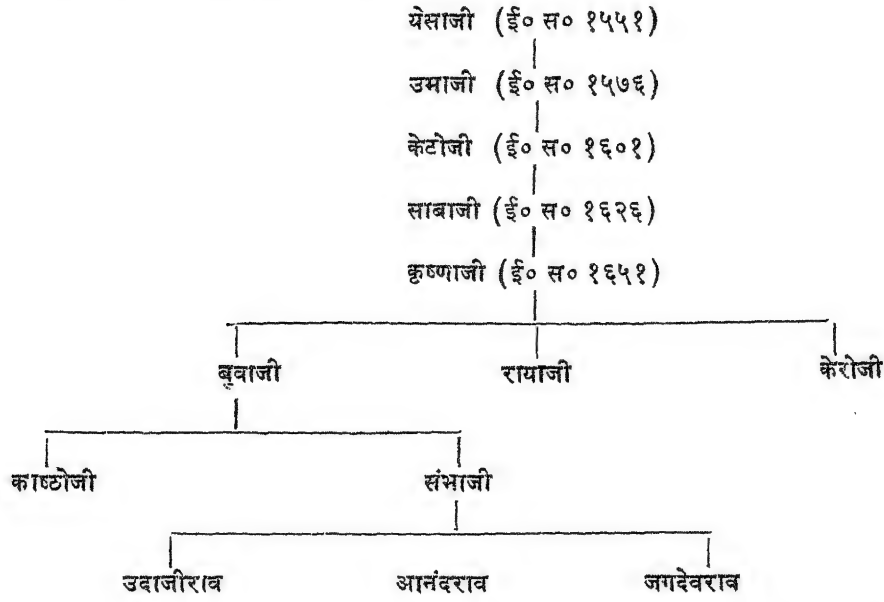 येसाजी (ई० स० १५५१)
उमाजी (ई० स० १५७६)
केटोजी (ई० स० १६०१)
साबाजी (ई० स० १६२६)
कृष्णाजी (ई० स० १६५१)
बुवाजी रायाजी केरोजी
काष्ठोजी संभाजी
उदाजीराव आनंदराव जगदेवराव